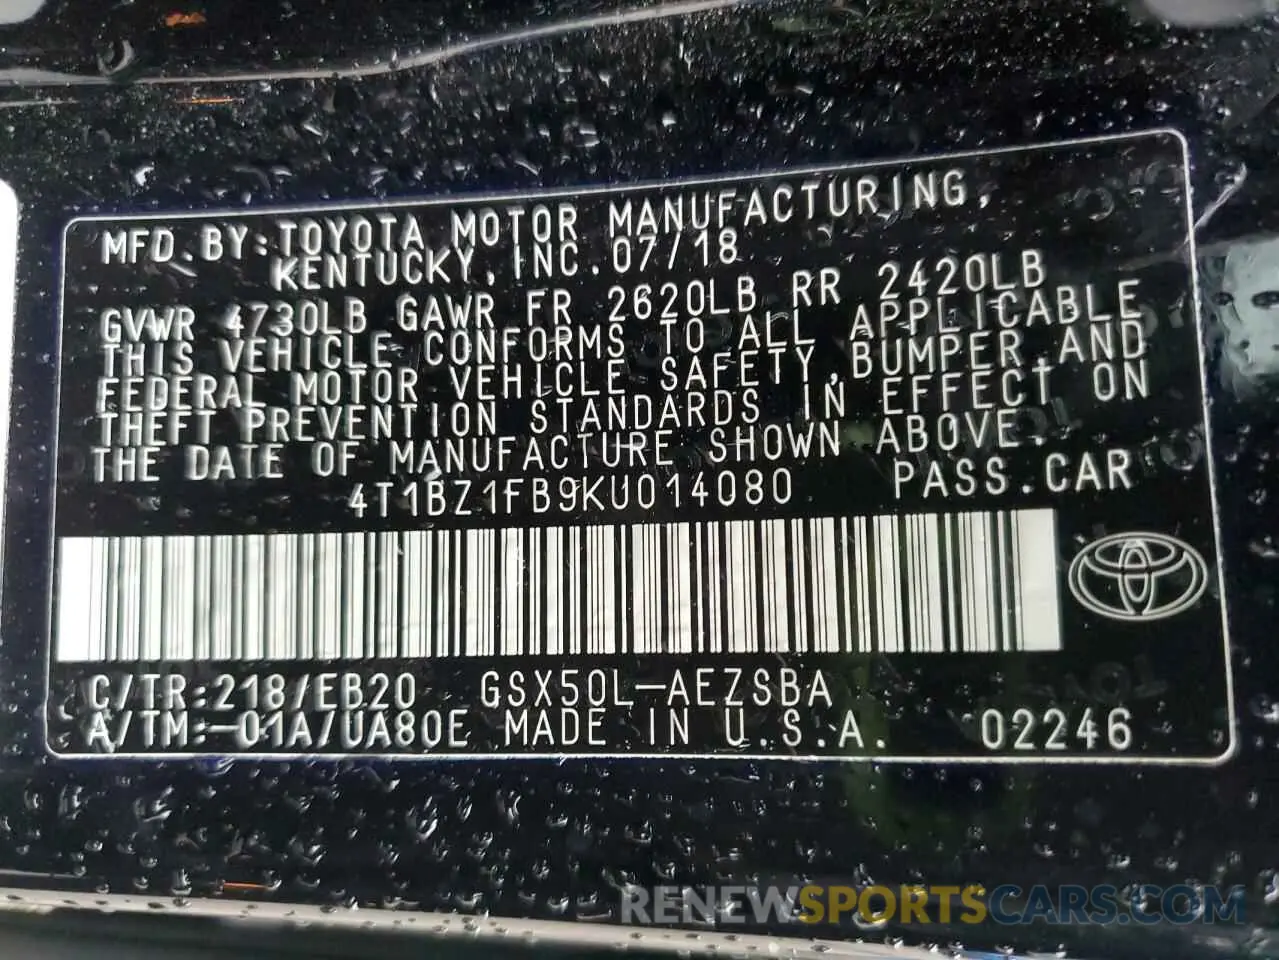 MFD.BY:TOYOTA MOTOR MANUFACTURING,
KENTUCKY,INC.07/18
GVWR 4730LB GAWR FR 2620LB RR 2420LB
THIS VEHICLE CONFORMS TO ALL APPLICABLE
FEDERAL MOTOR VEHICLE SAFETY,BUMPER,AND
THEFT PREVENTION STANDARDS IN EFFECT ON
THE DATE OF MANUFACTURE SHOWN ABOVE.
4T1BZ1FB9KU014080 PASS.CAR
C/TR:218/EB20 GSX50L-AEZSBA
A/TM:-01A/UA80E MADE IN U.S.A. 02246
RENEWSPORTSCARS.COM